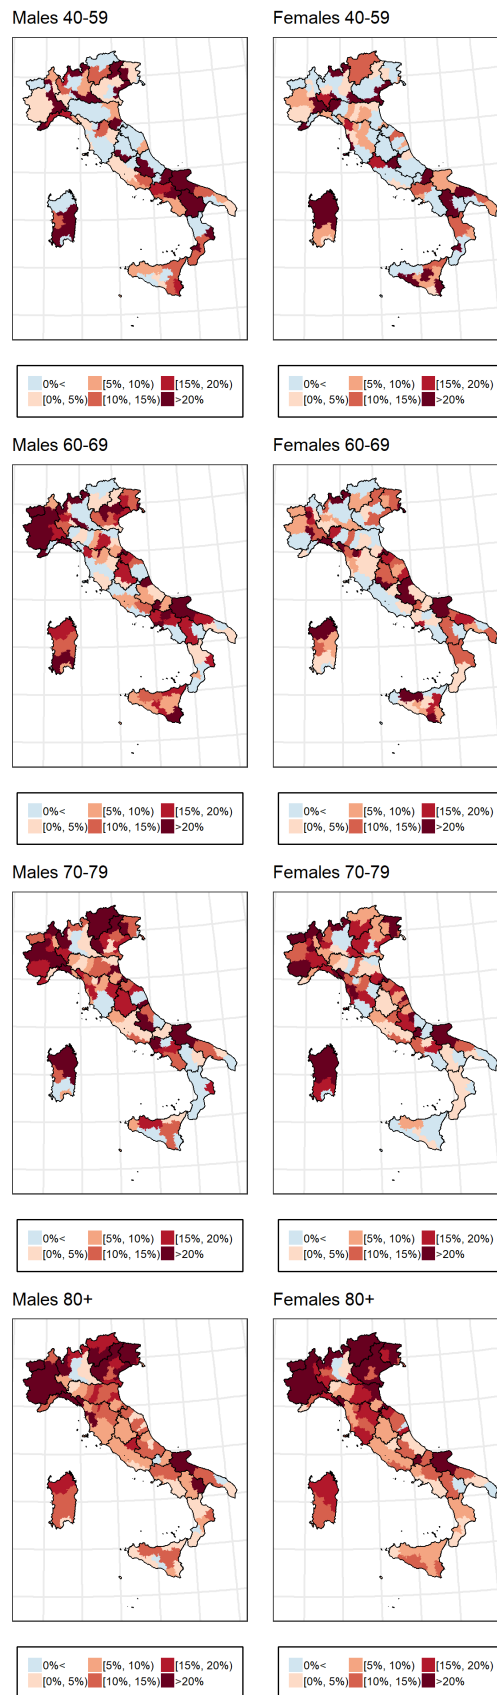 Males 40-59 Females 40-59
0%< [5%, 10%) [15%, 20%) 0%< [5%, 10%) [15%, 20%)
[0%, 5%) [10%, 15%) >20% [0%, 5%) [10%, 15%) >20%
Males 60-69 Females 60-69
0%< [5%, 10%) [15%, 20%) 0%< [5%, 10%) [15%, 20%)
[0%, 5%) [10%, 15%) >20% [0%, 5%) [10%, 15%) >20%
Males 70-79 Females 70-79
0%< [5%, 10%) [15%, 20%) 0%< [5%, 10%) [15%, 20%)
[0%, 5%) [10%, 15%) >20% [0%, 5%) [10%, 15%) >20%
Males 80+ Females 80+
0%< [5%, 10%) [15%, 20%) 0%< [5%, 10%) [15%, 20%)
[0%, 5%) [10%, 15%) >20% [0%, 5%) [10%, 15%) >20%